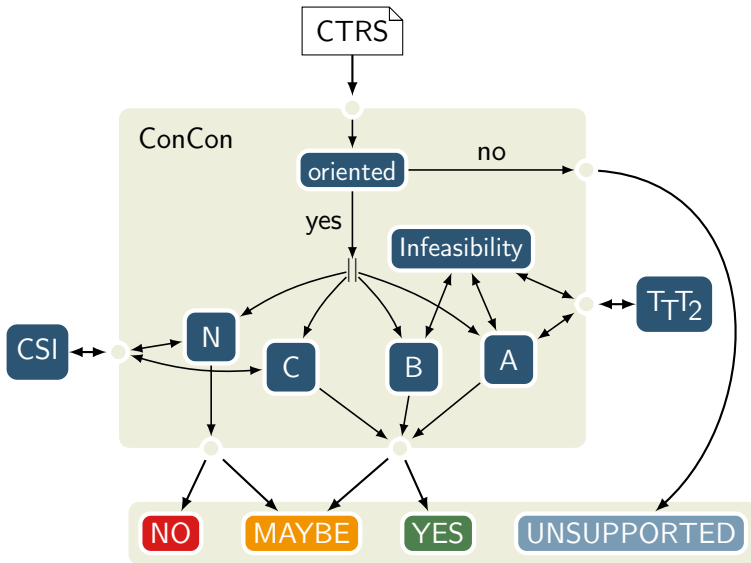 CTRS
ConCon
oriented
no
yes
||
Infeasibility
TTT2
CSI
N
C
B
A
NO
MAYBE
YES
UNSUPPORTED